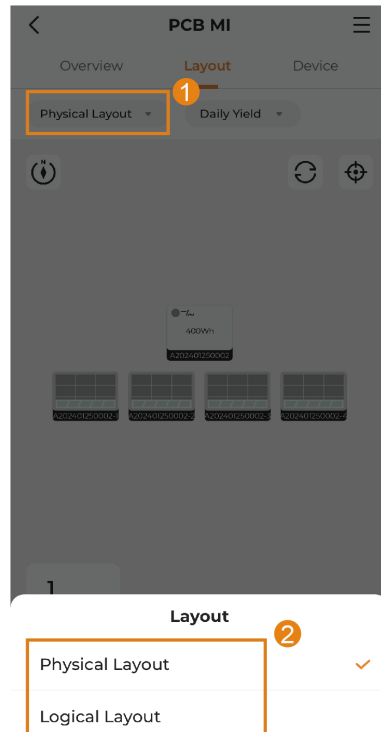 PCB MI
Overview Layout Device
1
Physical Layout Daily Yield
N
400Wh
A202401250002
A202401250002-1 A202401250002-2 A202401250002-3 A202401250002-4
1
Layout
2
Physical Layout
Logical Layout